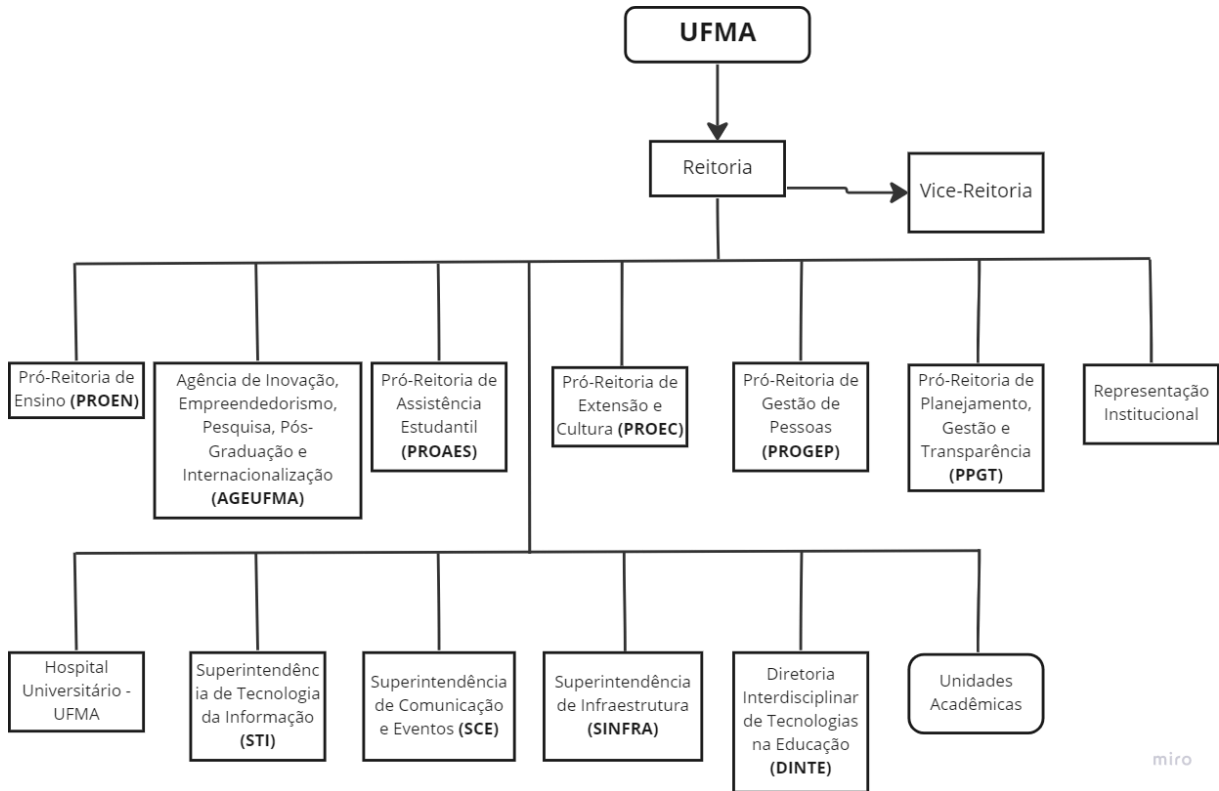 UFMA
Reitoria
Vice-Reitoria
Pró-Reitoria de
Ensino (PROEN)
Agência de Inovação,
Empreendedorismo,
Pesquisa, Pós-
Graduação e
Internacionalização
(AGEUFMA)
Pró-Reitoria de
Assistência
Estudantil
(PROAES)
Pró-Reitoria de
Extensão e
Cultura (PROEC)
Pró-Reitoria de
Gestão de
Pessoas
(PROGEP)
Pró-Reitoria de
Planejamento,
Gestão e
Transparência
(PPGT)
Representação
Institucional
Hospital
Universitário -
UFMA
Superintendênc
ia de Tecnologia
da Informação
(STI)
Superintendência
de Comunicação
e Eventos (SCE)
Superintendência
de Infraestrutura
(SINFRA)
Diretoria
Interdisciplinar
de Tecnologias
na Educação
(DINTE)
Unidades
Acadêmicas
miro